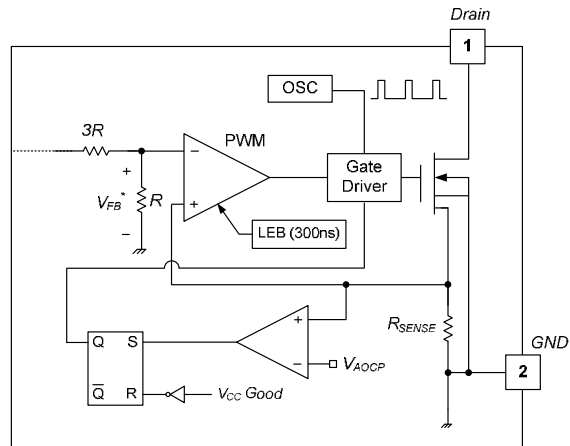 Drain
1
OSC
3R
PWM
Gate
Driver
+
−
V_FB*
R
−
+
LEB (300ns)
R_SENSE
GND
2
Q
S
+
−
V_AOCP
Q̅
R
V_CC Good